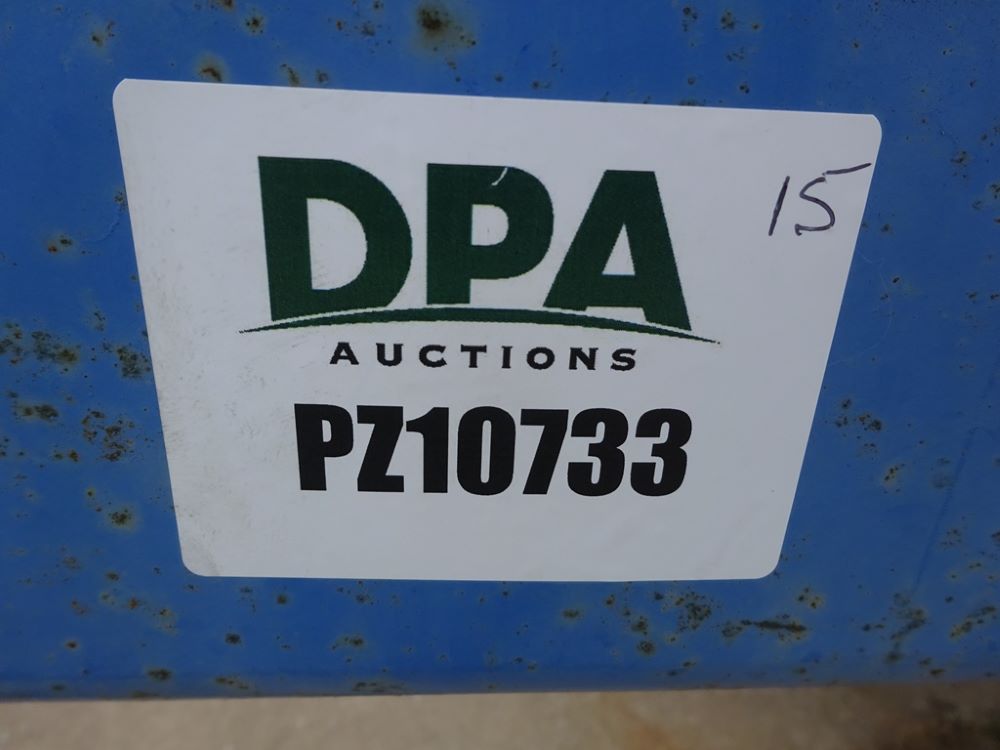 DPA
15
AUCTIONS
PZ10733